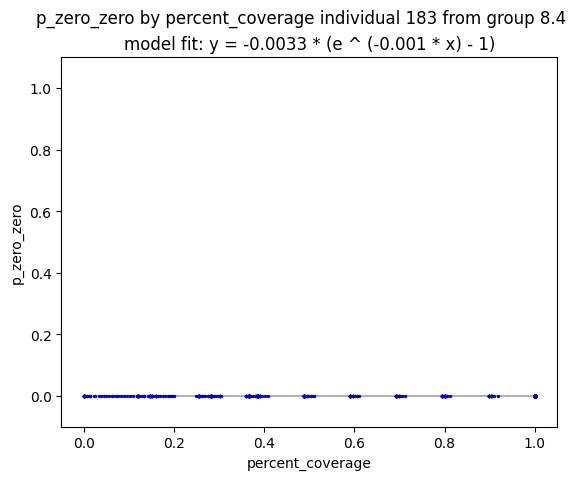 p_zero_zero by percent_coverage individual 183 from group 8.4
model fit: y = -0.0033 * (e ^ (-0.001 * x) - 1)
1.0
0.8
0.6
0.4
0.2
0.0
p_zero_zero
0.0 0.2 0.4 0.6 0.8 1.0
percent_coverage